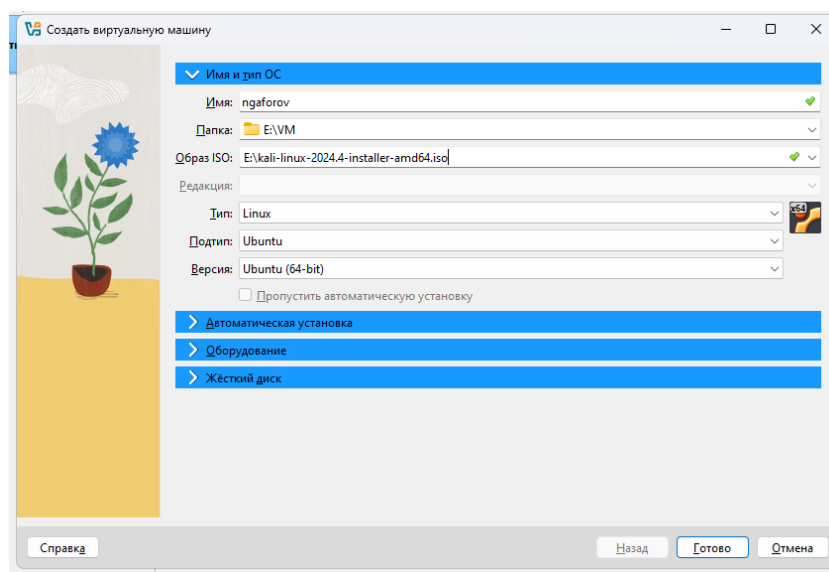 Создать виртуальную машину
Имя и тип ОС
Имя: ngaforov
Папка: E:\VM
Образ ISO: E:\kali-linux-2024.4-installer-amd64.iso
Редакция:
Тип: Linux
x64
Подтип: Ubuntu
Версия: Ubuntu (64-bit)
Пропустить автоматическую установку
Автоматическая установка
Оборудование
Жёсткий диск
Справка Назад Готово Отмена